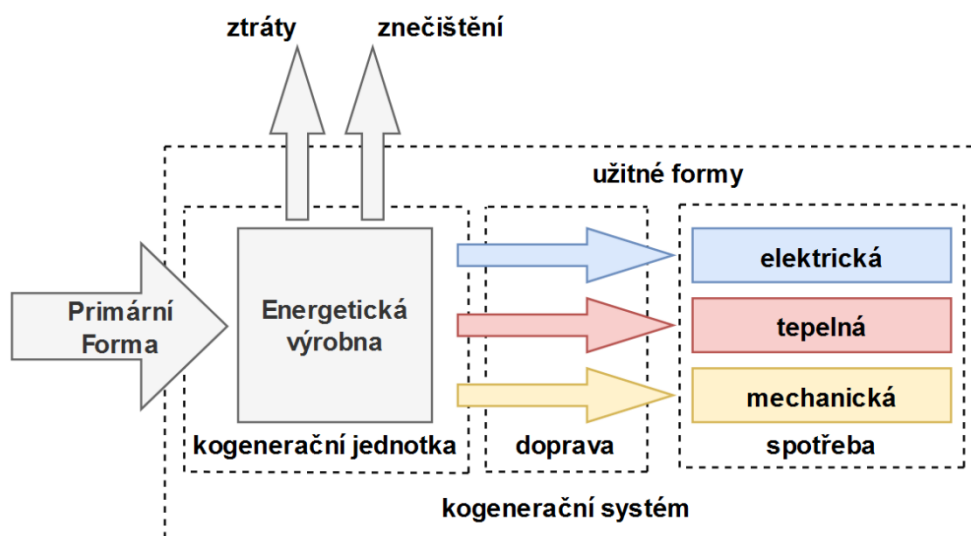 ztráty
znečištění
užitné formy
Primární
Forma
Energetická
výrobna
elektrická
tepelná
mechanická
kogenerační jednotka
doprava
spotřeba
kogenerační systém